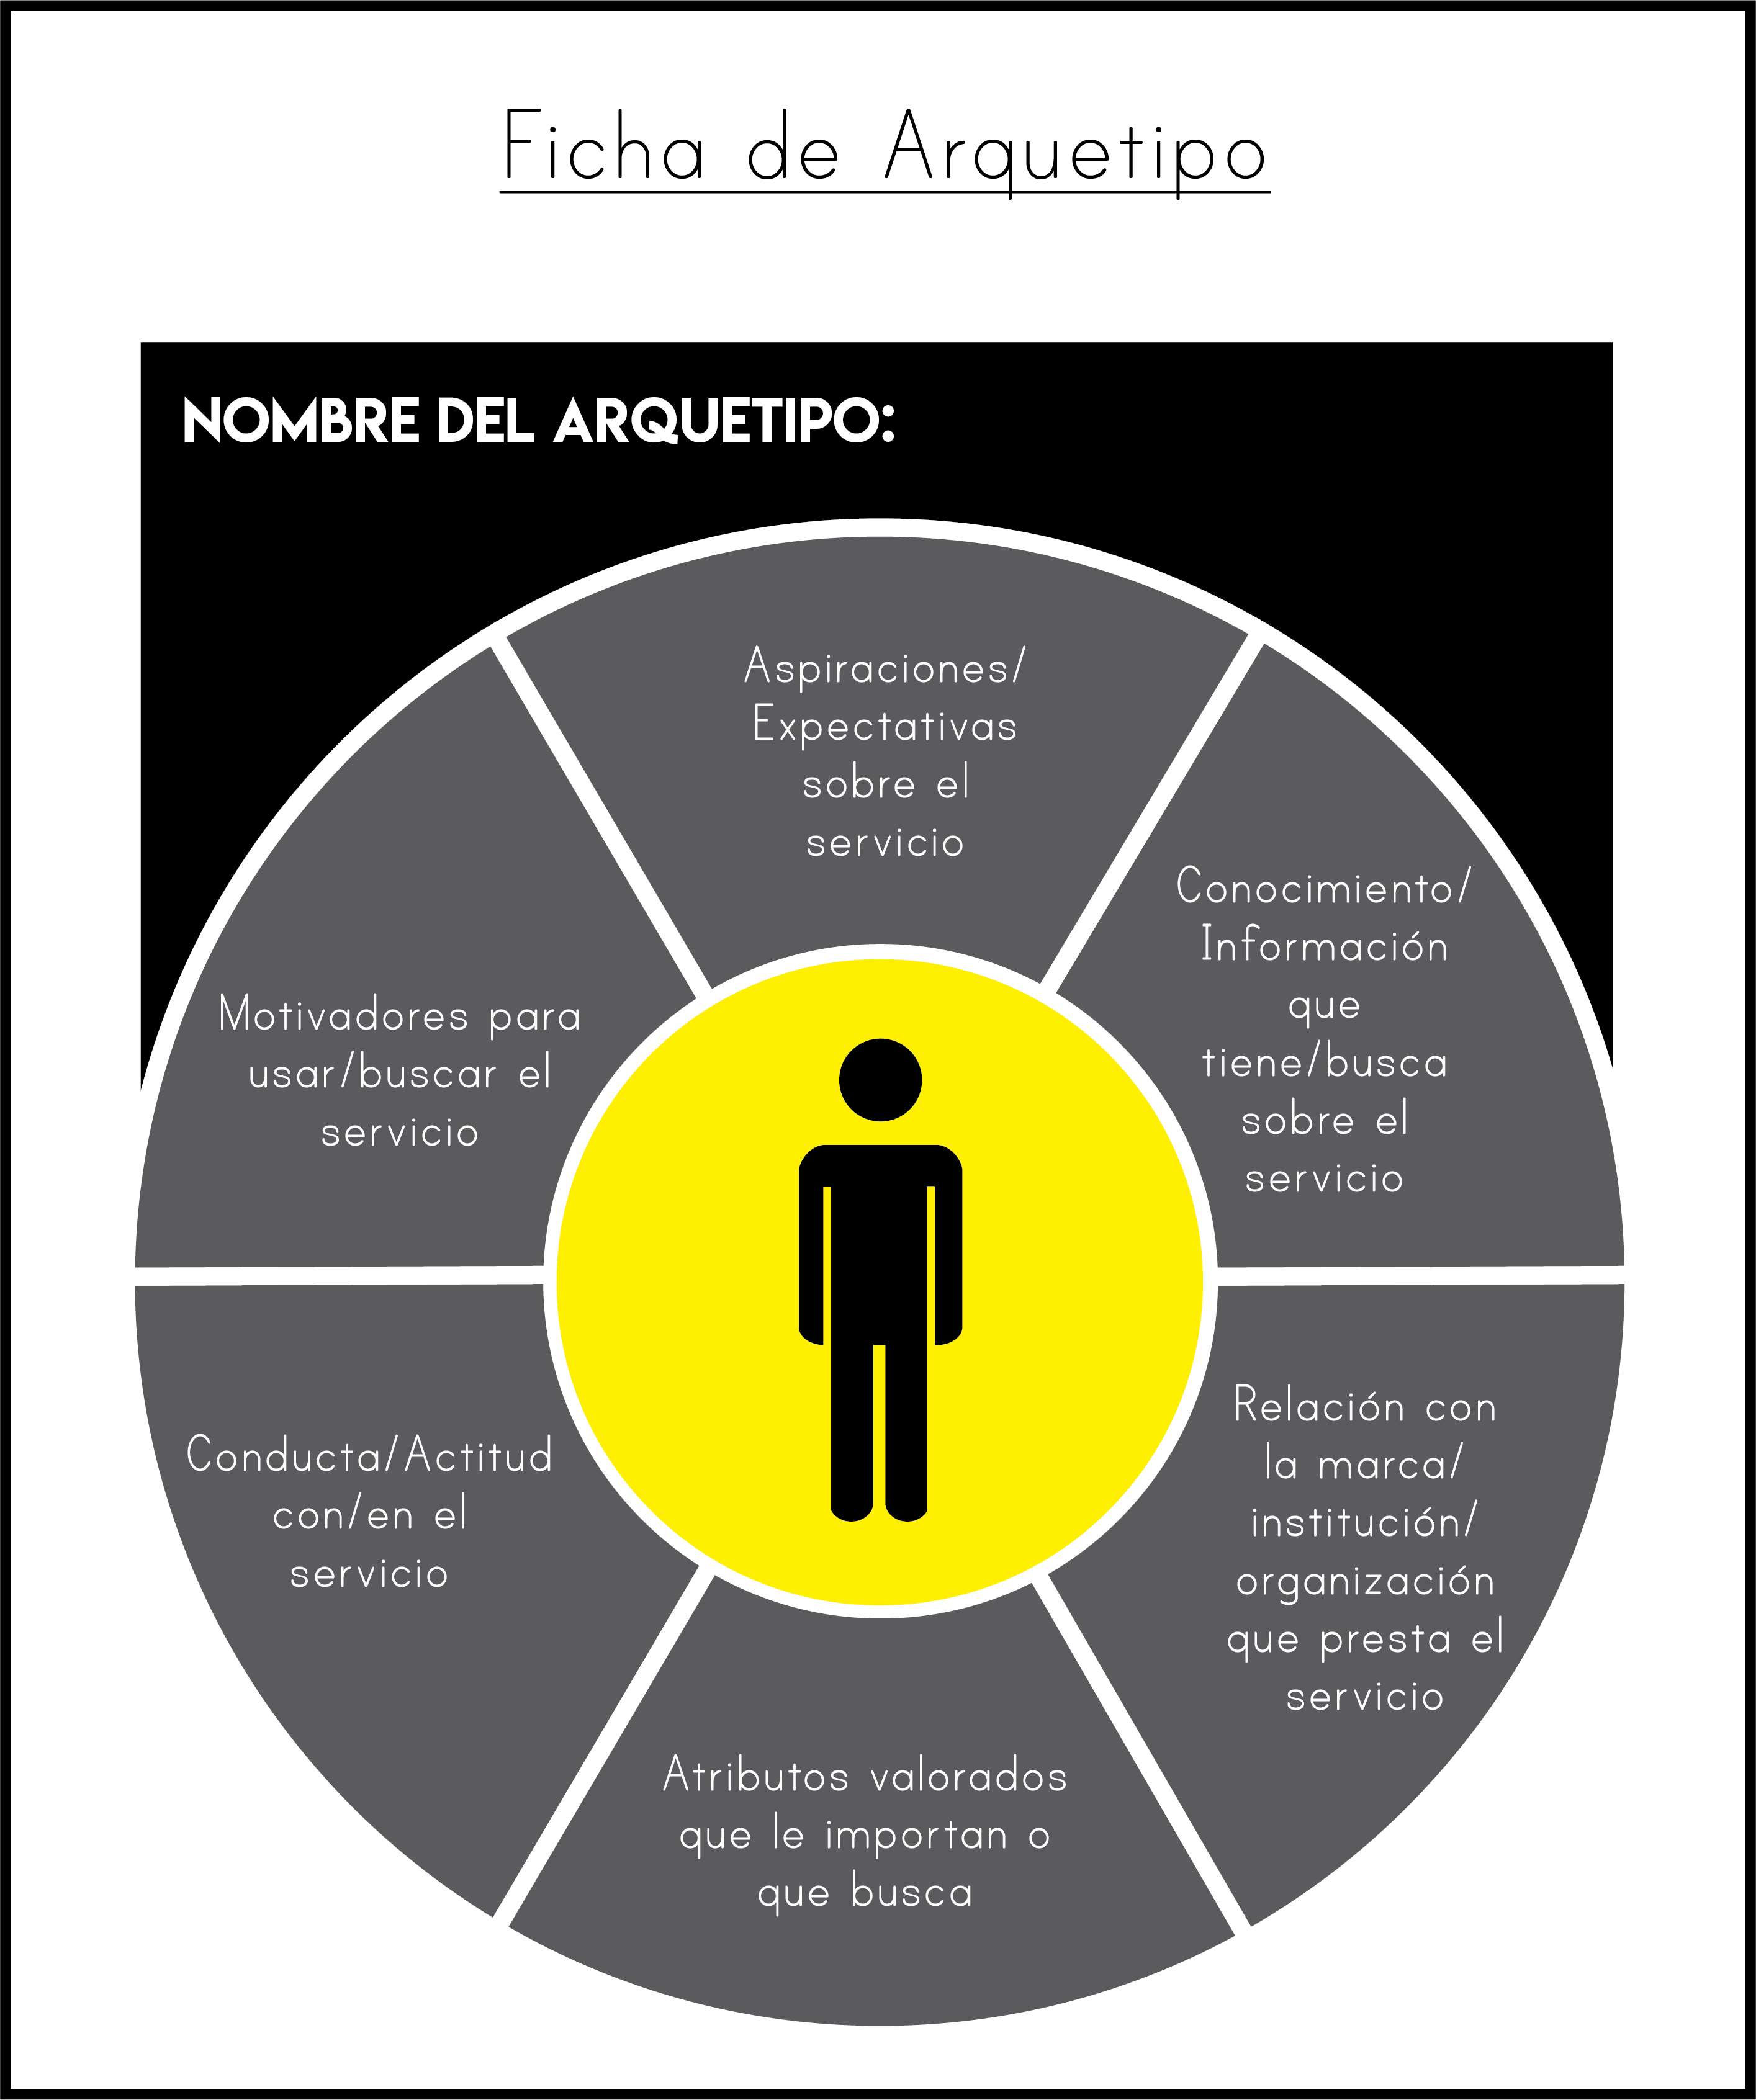 Ficha de Arquetipo
NOMBRE DEL ARQUETIPO:
Aspiraciones/
Expectativas
sobre el
servicio
Conocimiento/
Información
que
tiene/busca
sobre el
servicio
Relación con
la marca/
institución/
organización
que presta el
servicio
Atributos valorados
que le importan o
que busca
Conducta/Actitud
con/en el
servicio
Motivadores para
usar/buscar el
servicio